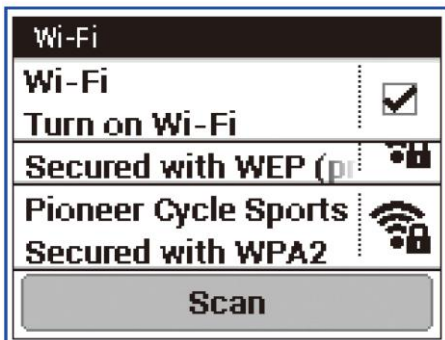 Wi-Fi
Wi-Fi
Turn on Wi-Fi
Secured with WEP (
Pioneer Cycle Sports
Secured with WPA2
Scan